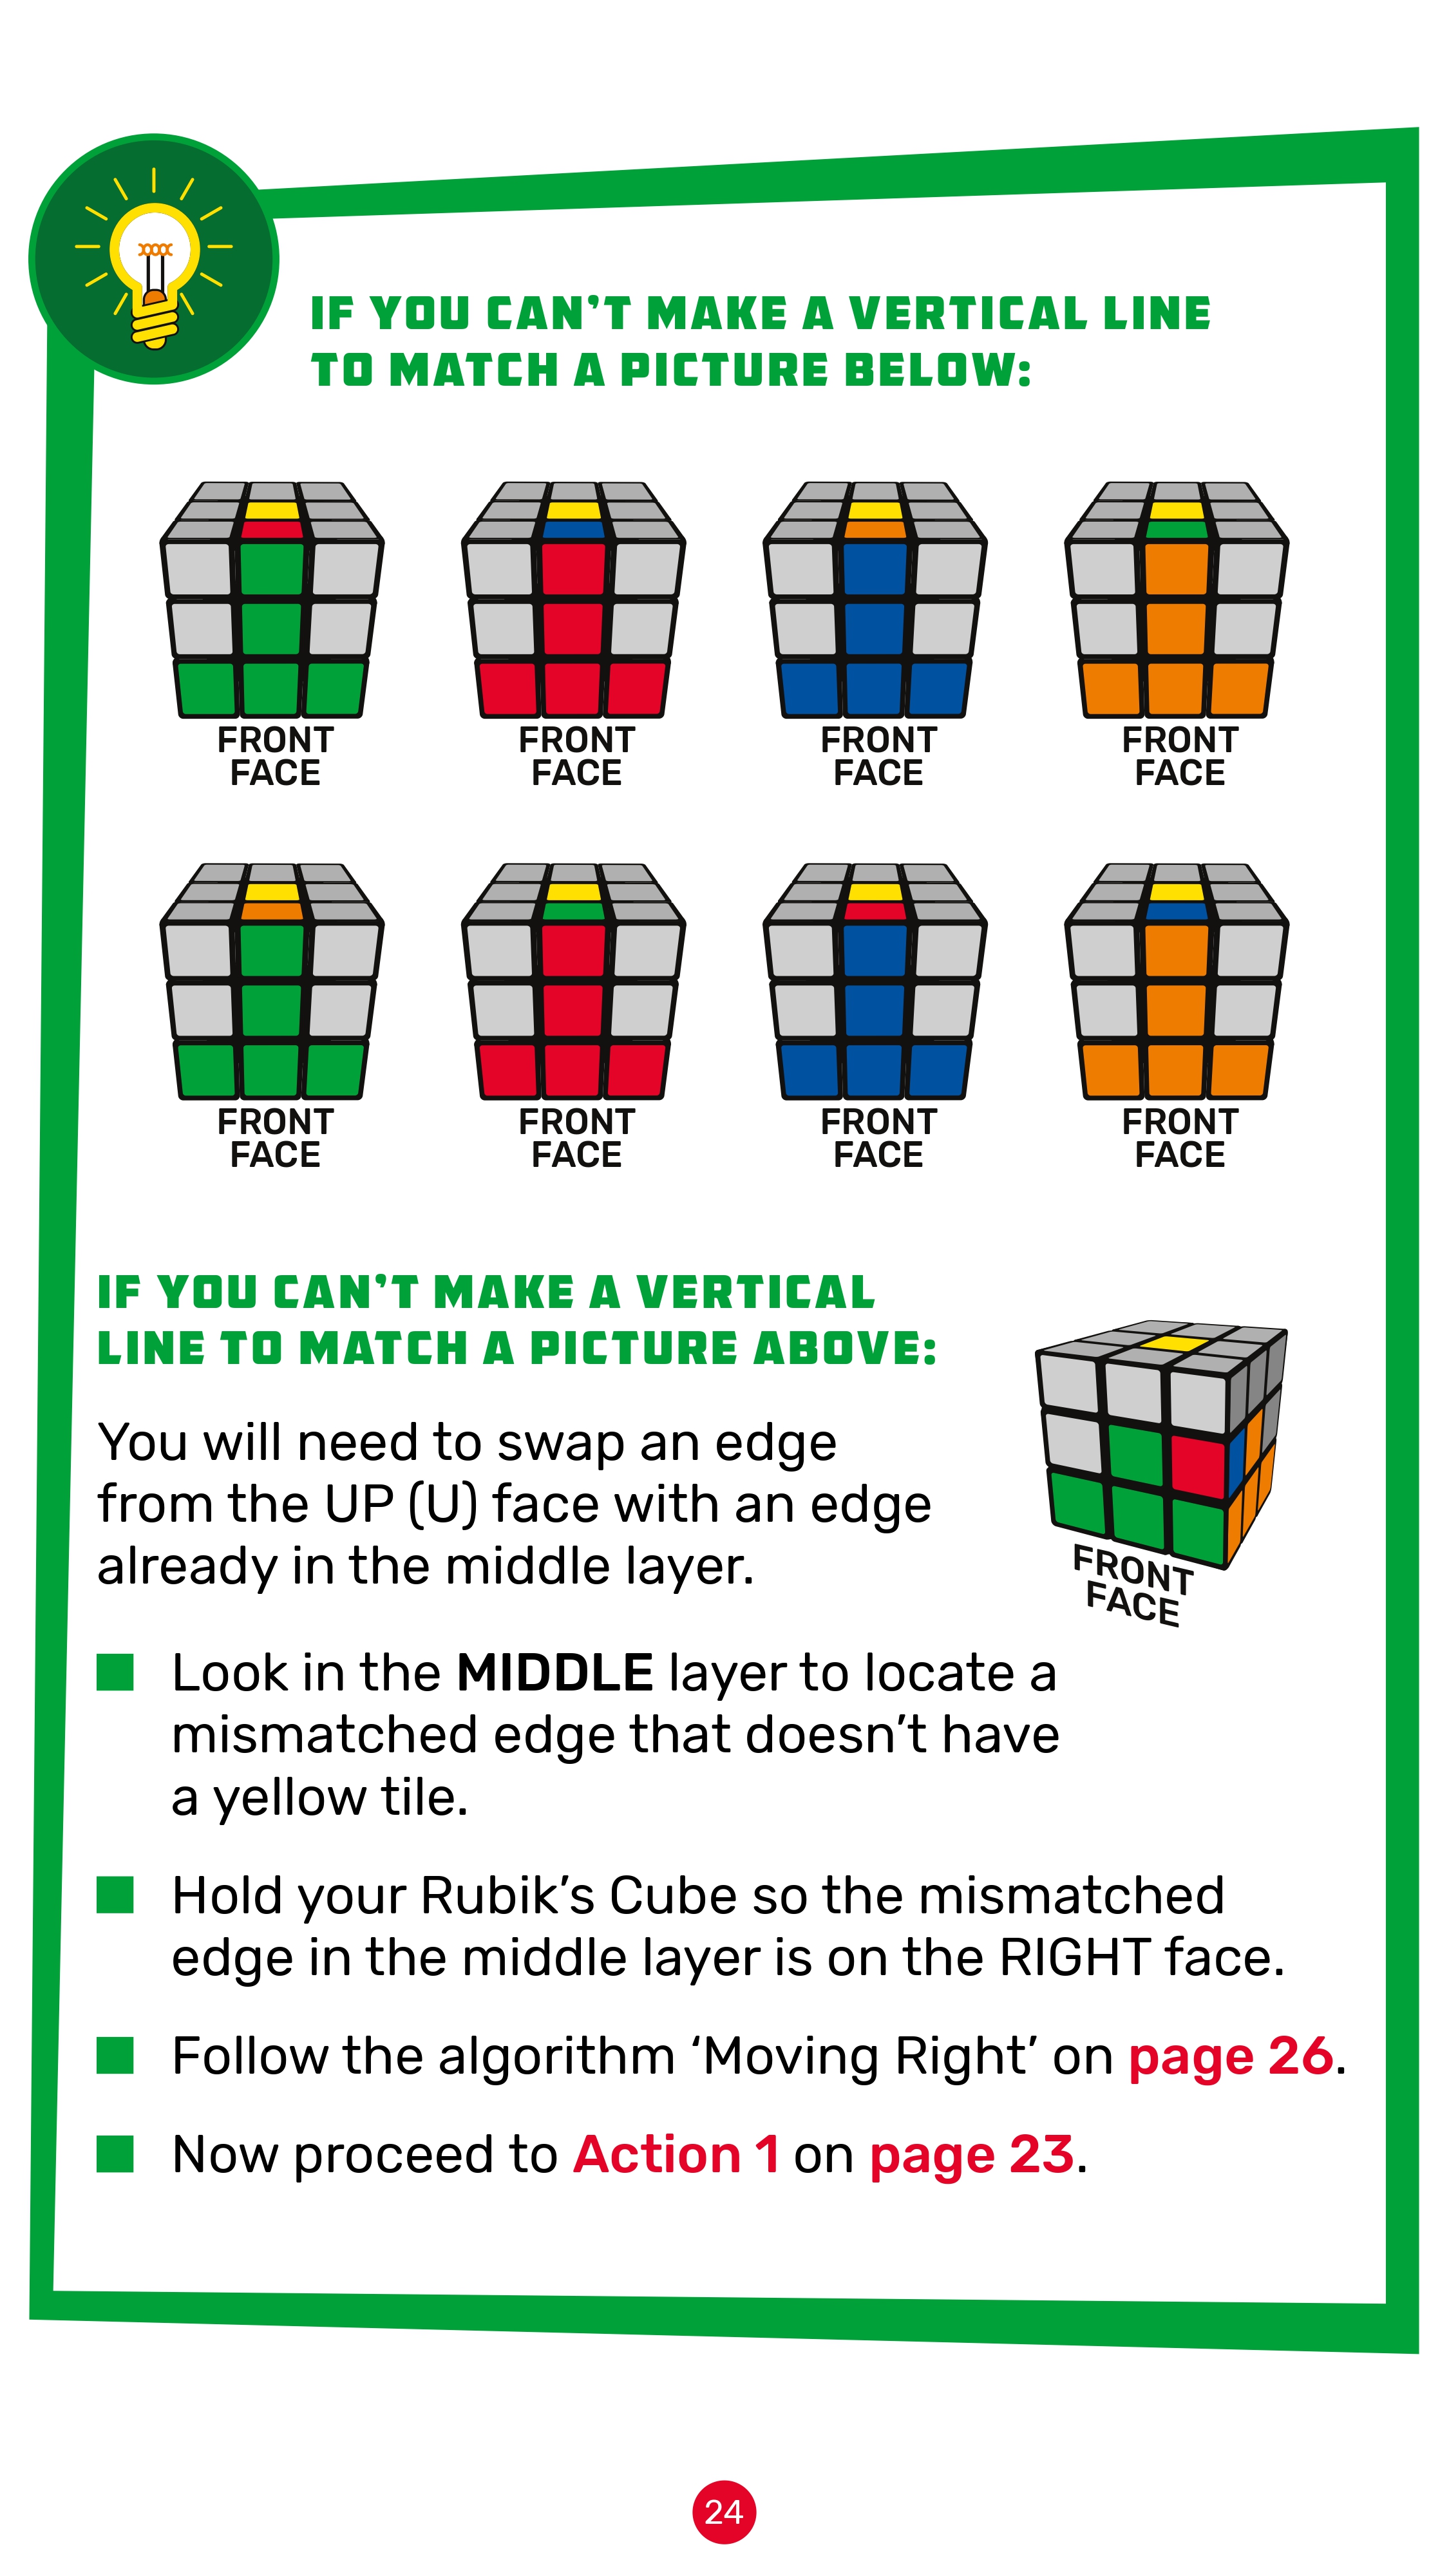 IF YOU CAN’T MAKE A VERTICAL LINE
TO MATCH A PICTURE BELOW:
FRONT
FACE
FRONT
FACE
FRONT
FACE
FRONT
FACE
FRONT
FACE
FRONT
FACE
FRONT
FACE
FRONT
FACE
IF YOU CAN’T MAKE A VERTICAL
LINE TO MATCH A PICTURE ABOVE:
You will need to swap an edge
from the UP (U) face with an edge
already in the middle layer.
FRONT
FACE
Look in the MIDDLE layer to locate a
mismatched edge that doesn’t have
a yellow tile.
Hold your Rubik’s Cube so the mismatched
edge in the middle layer is on the RIGHT face.
Follow the algorithm ‘Moving Right’ on page 26.
Now proceed to Action 1 on page 23.
24